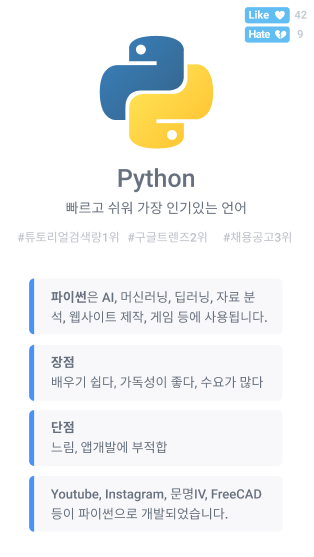 Like 42
Hate 9
Python
빠르고 쉬워 가장 인기있는 언어
#튜토리얼검색량1위 #구글트렌즈2위 #채용공고3위
파이썬은 AI, 머신러닝, 딥러닝, 자료 분
석, 웹사이트 제작, 게임 등에 사용됩니다.
장점
배우기 쉽다, 가독성이 좋다, 수요가 많다
단점
느림, 앱개발에 부적합
Youtube, Instagram, 문명IV, FreeCAD
등이 파이썬으로 개발되었습니다.